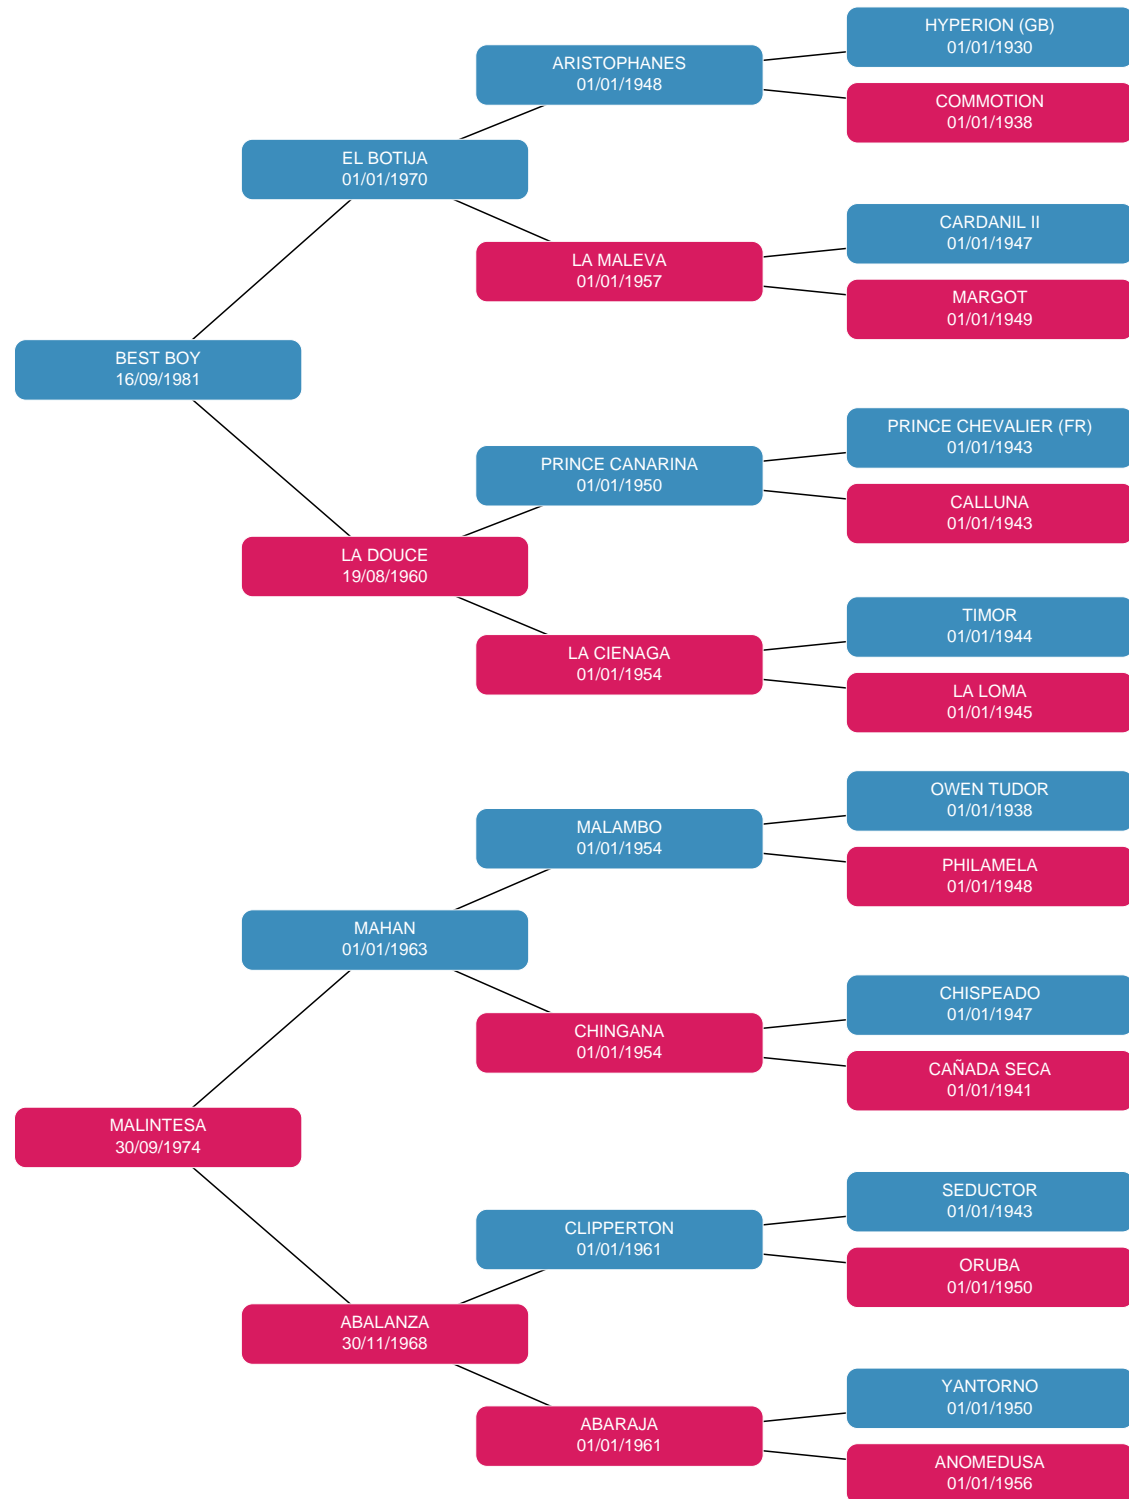 HYPERION (GB)
01/01/1930
ARISTOPHANES
01/01/1948
COMMOTION
01/01/1938
EL BOTIJA
01/01/1970
CARDANIL II
01/01/1947
LA MALEVA
01/01/1957
MARGOT
01/01/1949
BEST BOY
16/09/1981
PRINCE CHEVALIER (FR)
01/01/1943
PRINCE CANARINA
01/01/1950
CALLUNA
01/01/1943
LA DOUCE
19/08/1960
TIMOR
01/01/1944
LA CIENAGA
01/01/1954
LA LOMA
01/01/1945
OWEN TUDOR
01/01/1938
MALAMBO
01/01/1954
PHILAMELA
01/01/1948
MAHAN
01/01/1963
CHISPEADO
01/01/1947
CHINGANA
01/01/1954
CAÑADA SECA
01/01/1941
MALINTESA
30/09/1974
SEDUCTOR
01/01/1943
CLIPPERTON
01/01/1961
ORUBA
01/01/1950
ABALANZA
30/11/1968
YANTORNO
01/01/1950
ABARAJA
01/01/1961
ANOMEDUSA
01/01/1956